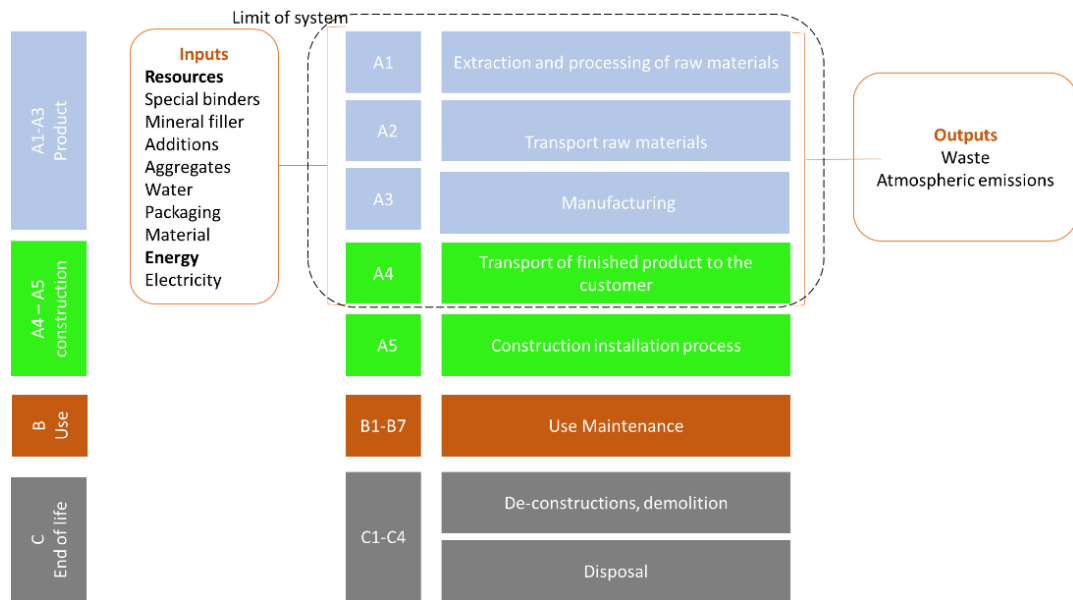 Limit of system
A1-A3
Product
A4 – A5
construction
B
Use
C
End of life
Inputs
Resources
Special binders
Mineral filler
Additions
Aggregates
Water
Packaging
Material
Energy
Electricity
A1
Extraction and processing of raw materials
A2
Transport raw materials
A3
Manufacturing
A4
Transport of finished product to the
customer
A5
Construction installation process
B1-B7
Use Maintenance
C1-C4
De-constructions, demolition
Disposal
Outputs
Waste
Atmospheric emissions